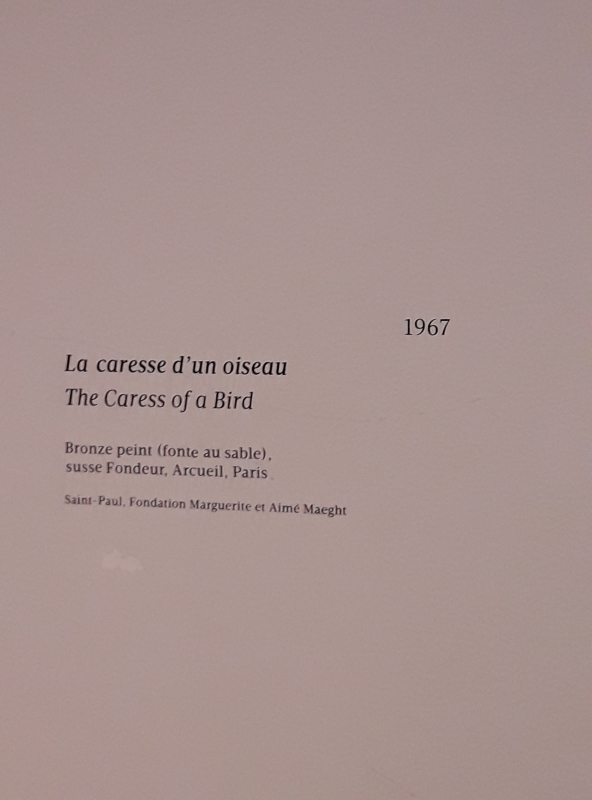 1967
La caresse d'un oiseau
The Caress of a Bird
Bronze peint (fonte au sable),
susse Fondeur, Arcueil, Paris
Saint-Paul, Fondation Marguerite et Aimé Maeght